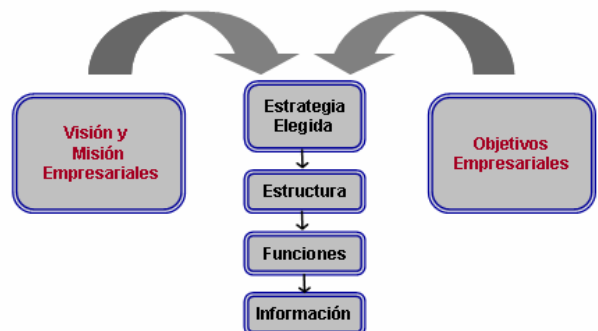 Visión y
Misión
Empresariales
Estrategia
Elegida
Objetivos
Empresariales
Estructura
Funciones
Información